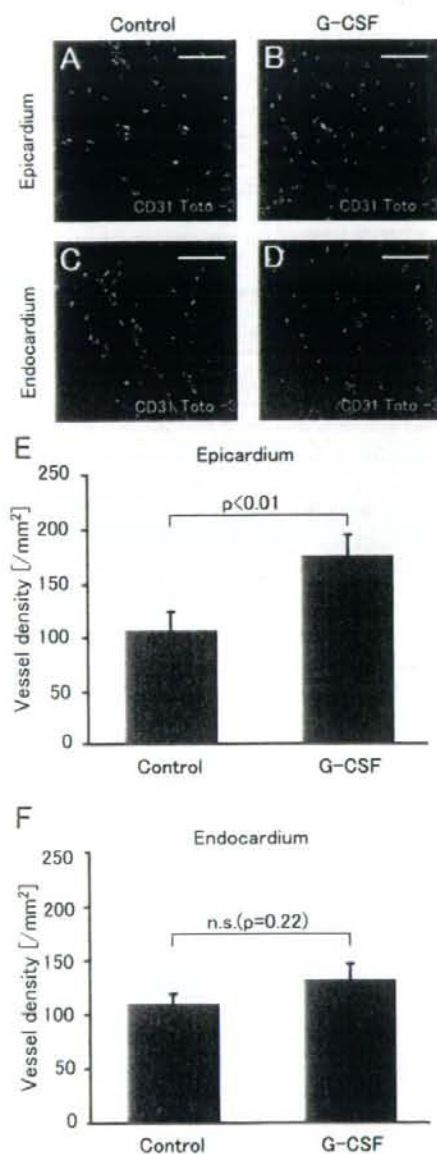 Control G-CSF
Epicardium
A
CD31 Toto -3
B
CD31 Toto -3
Endocardium
C
CD31 Toto -3
D
CD31 Toto -3
E
Epicardium
Vessel density [/mm²]
250
200
150
100
50
0
p<0.01
Control G-CSF
F
Endocardium
Vessel density [/mm²]
250
200
150
100
50
0
n.s.(p=0.22)
Control G-CSF